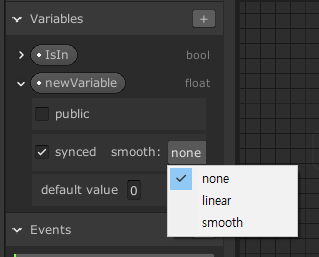 Variables +
IsIn bool
newVariable float
public
synced smooth: none
none
linear
smooth
default value 0
Events